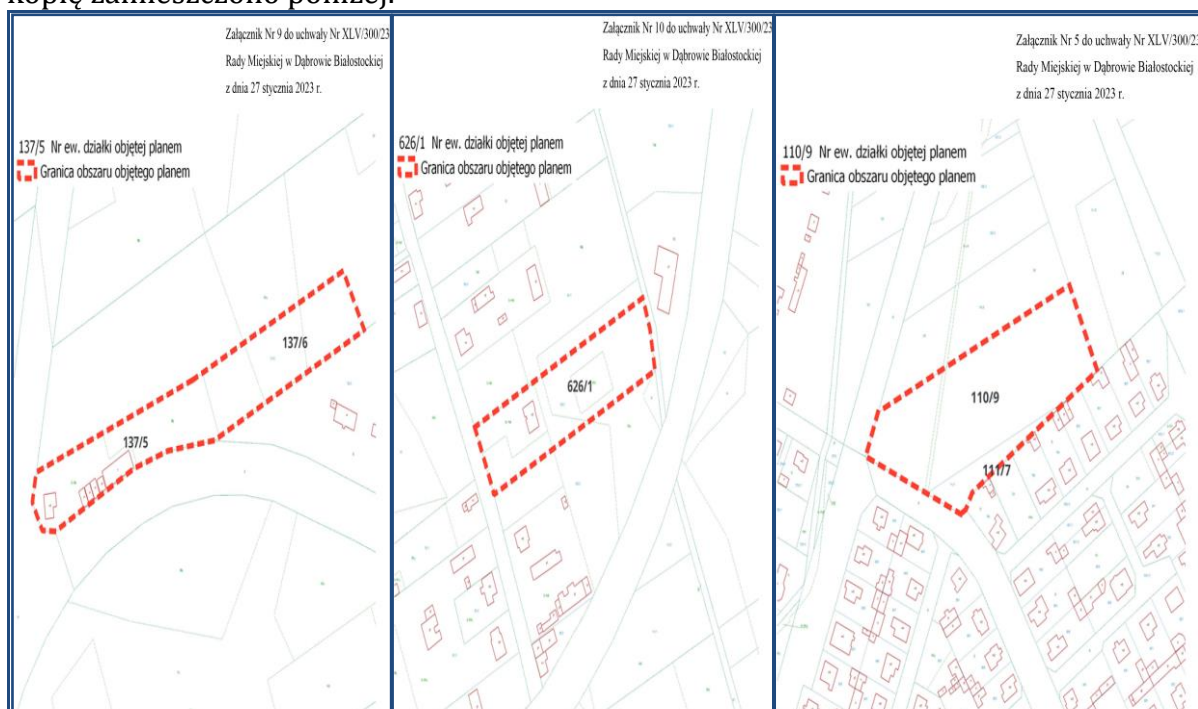 kopię zamieszczono poniżej.
Załącznik Nr 9 do uchwały Nr XLV/300/23
Rady Miejskiej w Dąbrowie Białostockiej
z dnia 27 stycznia 2023 r.
137/5 Nr ew. działki objętej planem
Granica obszaru objętego planem
137/6
137/5
Załącznik Nr 10 do uchwały Nr XLV/300/23
Rady Miejskiej w Dąbrowie Białostockiej
z dnia 27 stycznia 2023 r.
626/1 Nr ew. działki objętej planem
Granica obszaru objętego planem
626/1
Załącznik Nr 5 do uchwały Nr XLV/300/23
Rady Miejskiej w Dąbrowie Białostockiej
z dnia 27 stycznia 2023 r.
110/9 Nr ew. działki objętej planem
Granica obszaru objętego planem
110/9
111/7